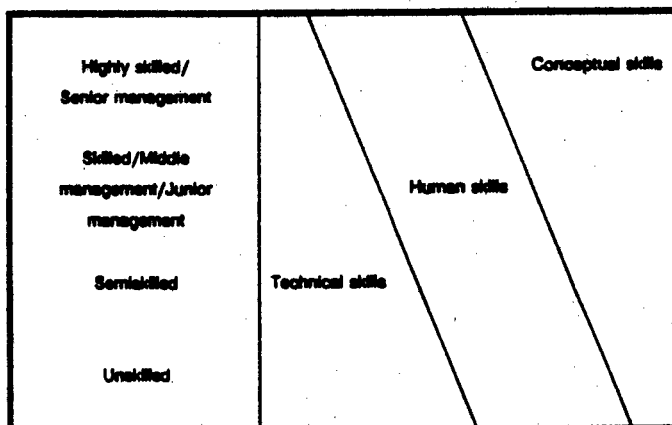 Highly skilled/
Senior management
Conceptual skills
Skilled/Middle
management/Junior
management
Human skills
Semiskilled
Technical skills
Unskilled